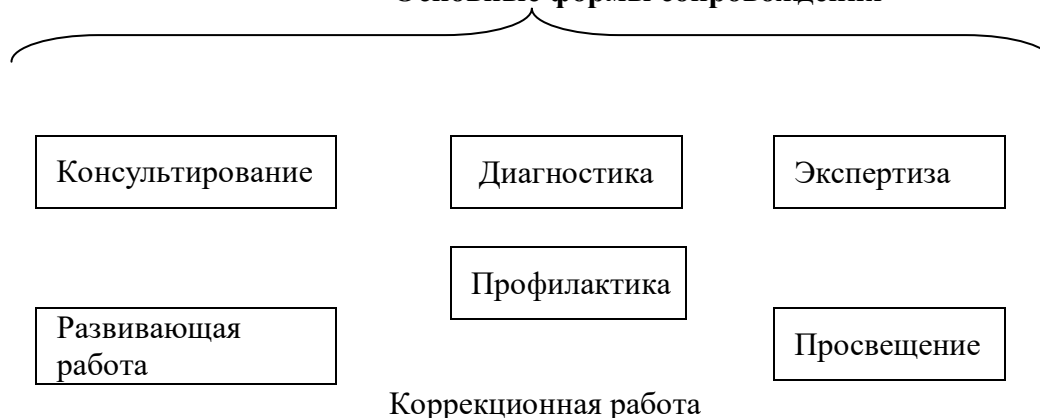 Основные формы сопровождения
Консультирование
Диагностика
Экспертиза
Профилактика
Развивающая
работа
Просвещение
Коррекционная работа